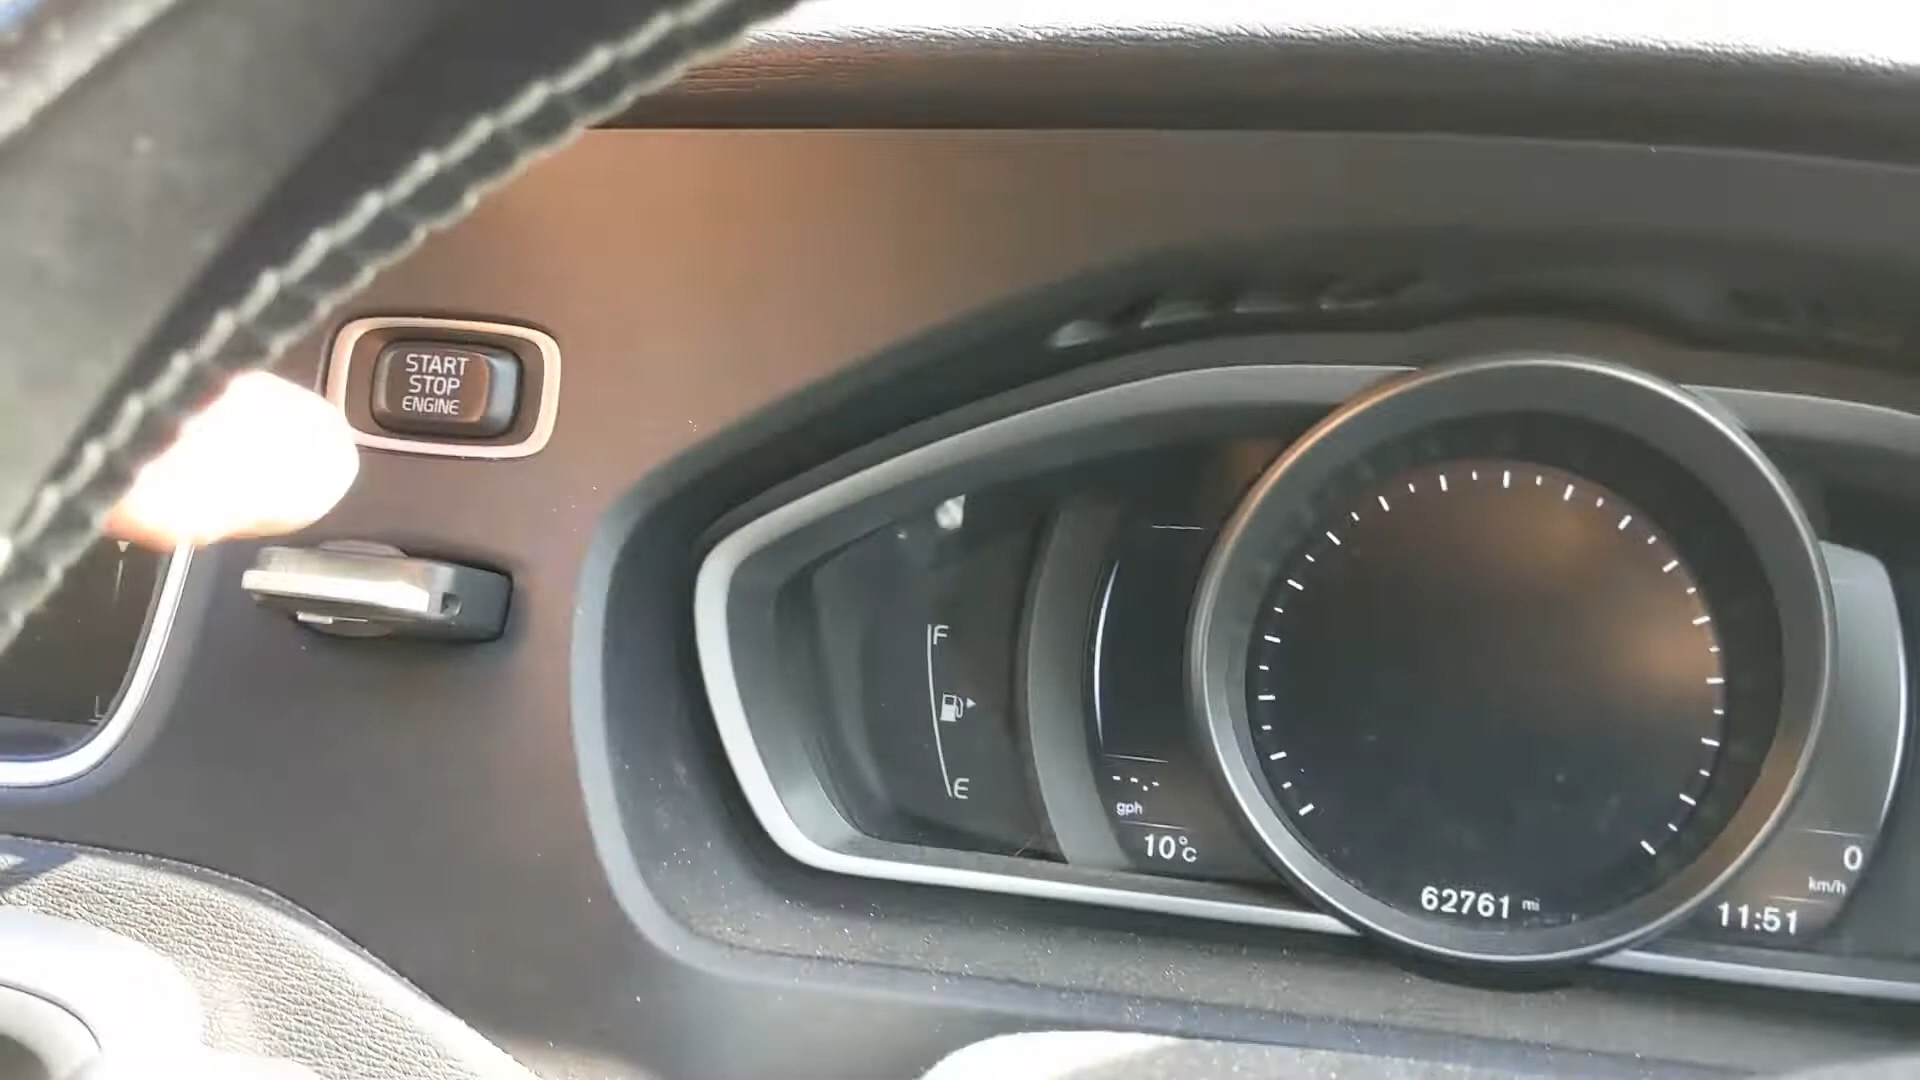 START
STOP
ENGINE
F
E
-.-
gph
10°C
62761 mi
0
km/h
11:51
L